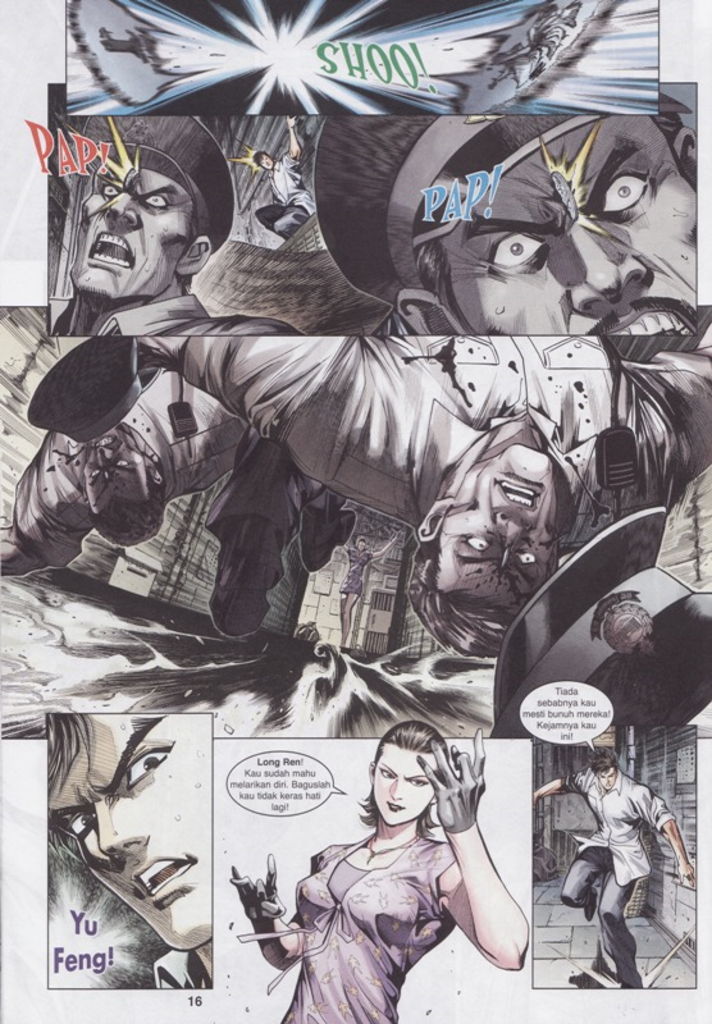 SHOO!
PAP!
PAP!
Yu
Feng!
Long Ren!
Kau sudah mahu
melarikan diri. Baguslah
kau tidak keras hati
lagi!
Tiada
sebabnya kau
mesti bunuh mereka!
Kejamnya kau
ini!
16